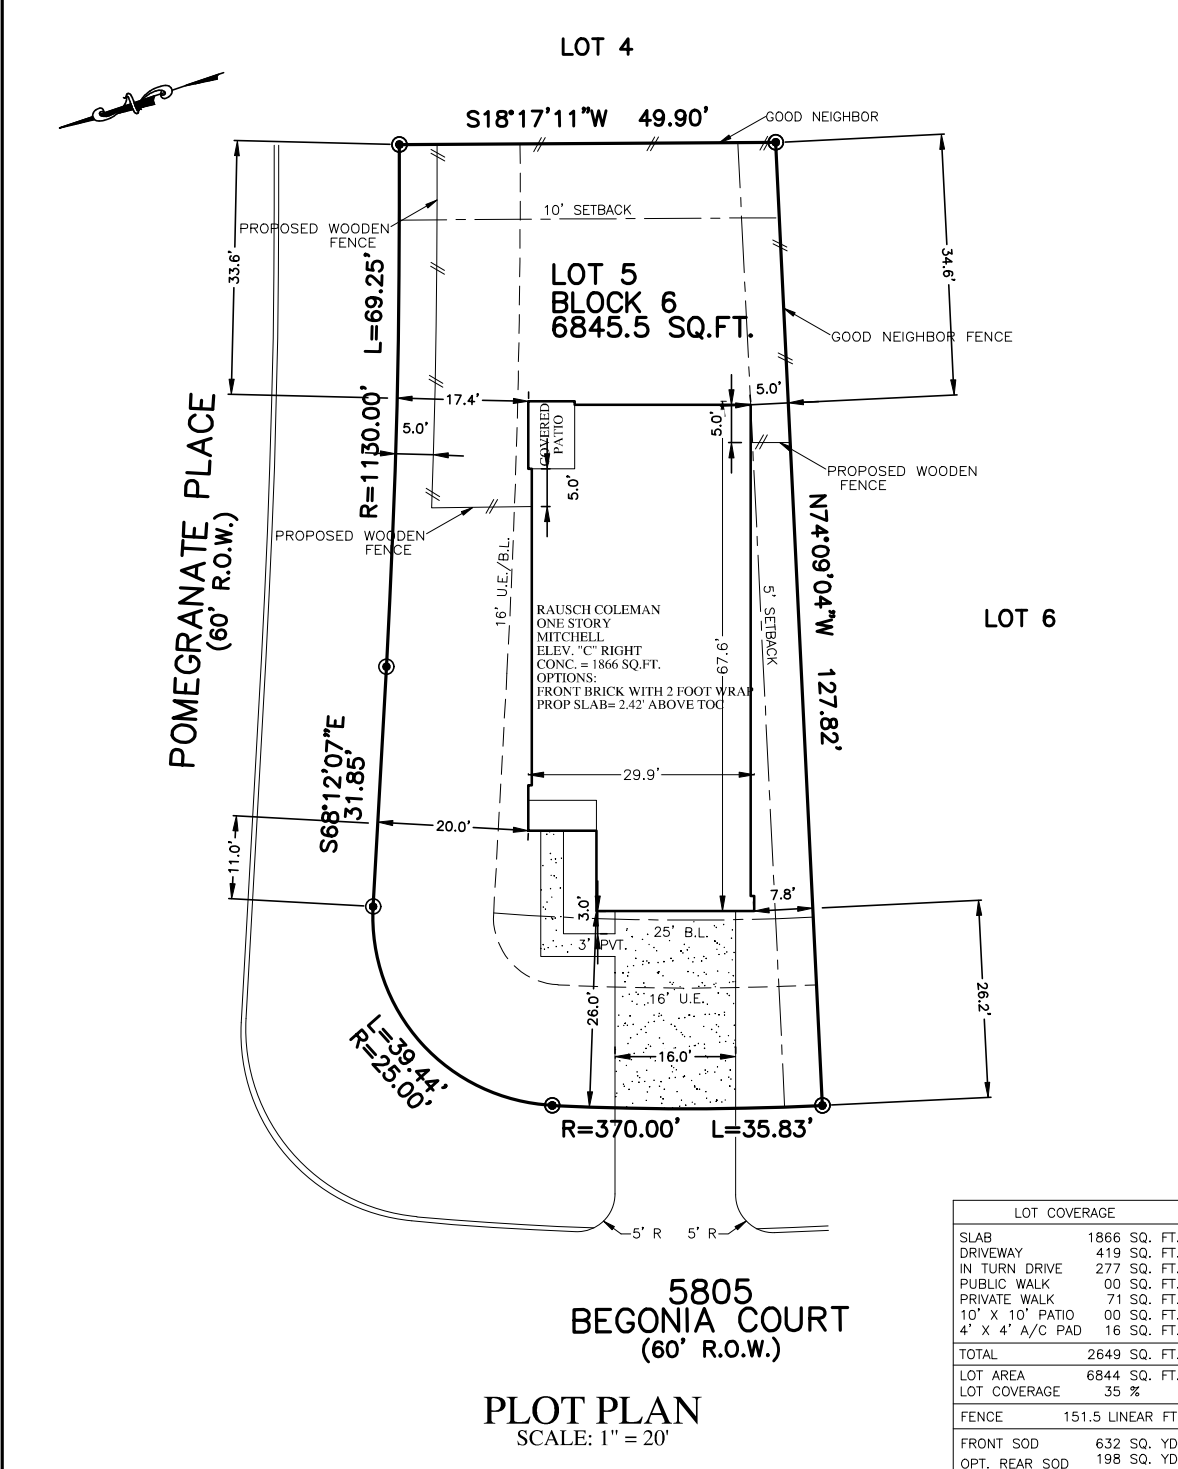 LOT 4
S18°17'11"W 49.90'
GOOD NEIGHBOR
10' SETBACK
PROPOSED WOODEN
FENCE
33.6'
34.6'
L=69.25'
R=1130.00'
LOT 5
BLOCK 6
6845.5 SQ.FT.
GOOD NEIGHBOR FENCE
17.4'
5.0'
5.0'
5.0'
COVERED
PATIO
5.0'
PROPOSED WOODEN
FENCE
PROPOSED WOODEN
FENCE
POMEGRANATE PLACE
(60' R.O.W.)
16' U.E./B.L.
N74°09'04"W 127.82'
5' SETBACK
LOT 6
RAUSCH COLEMAN
ONE STORY
MITCHELL
ELEV. "C" RIGHT
CONC. = 1866 SQ.FT.
OPTIONS:
FRONT BRICK WITH 2 FOOT WRAP
PROP SLAB= 2.42' ABOVE TOC
67.6'
29.9'
S68°12'07"E
31.85'
20.0'
11.0'
7.8'
3.0'
25' B.L.
3' PVT.
16' U.E.
26.0'
26.2'
16.0'
L=39.44'
R=25.00'
R=370.00' L=35.83'
5' R 5' R
5805
BEGONIA COURT
(60' R.O.W.)
PLOT PLAN
SCALE: 1" = 20'
LOT COVERAGE
SLAB 1866 SQ. FT.
DRIVEWAY 419 SQ. FT.
IN TURN DRIVE 277 SQ. FT.
PUBLIC WALK 00 SQ. FT.
PRIVATE WALK 71 SQ. FT.
10' X 10' PATIO 00 SQ. FT.
4' X 4' A/C PAD 16 SQ. FT.
TOTAL 2649 SQ. FT.
LOT AREA 6844 SQ. FT.
LOT COVERAGE 35 %
FENCE 151.5 LINEAR FT
FRONT SOD 632 SQ. YD
OPT. REAR SOD 198 SQ. YD